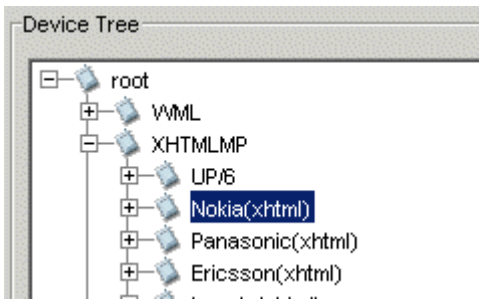 Device Tree
root
WML
XHTMLMP
UP/6
Nokia(xhtml)
Panasonic(xhtml)
Ericsson(xhtml)